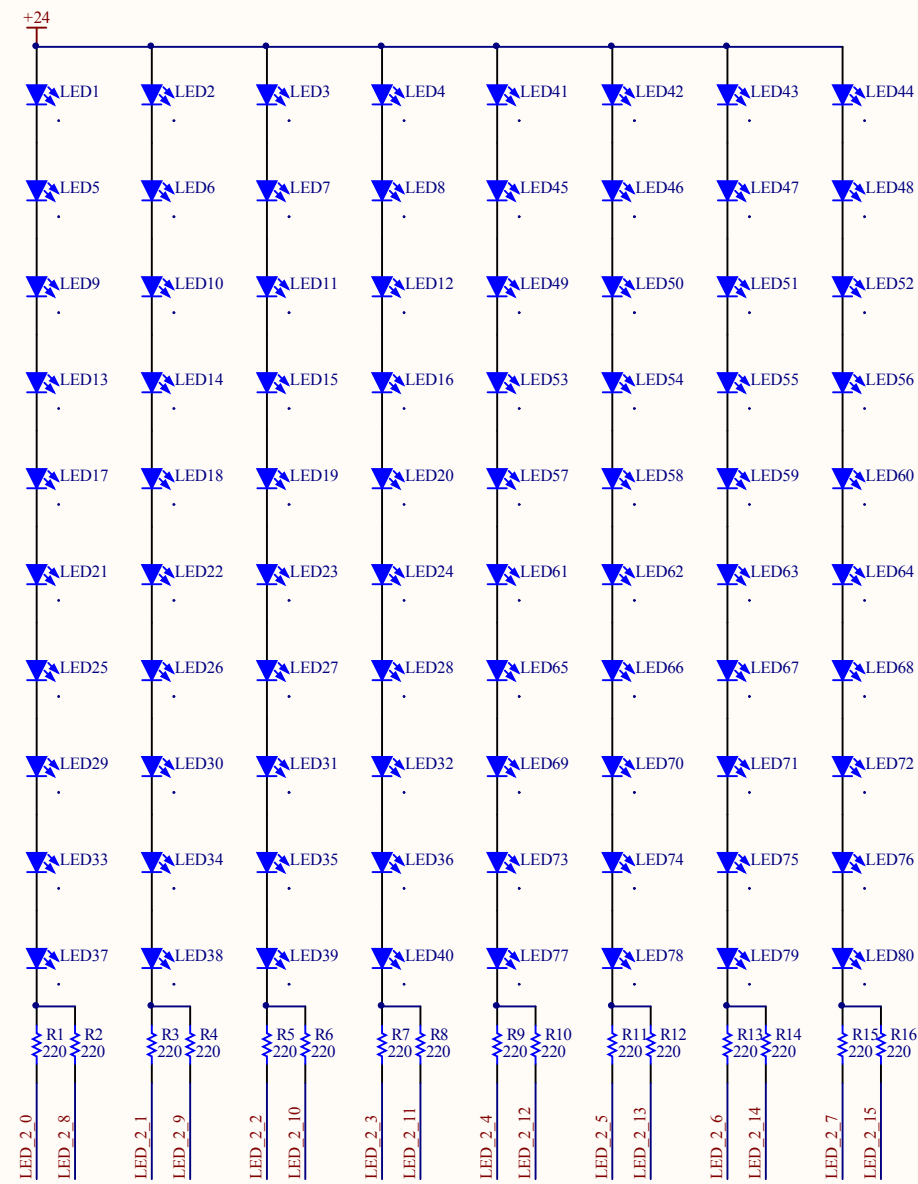 +24
LED1 LED2 LED3 LED4 LED41 LED42 LED43 LED44
LED5 LED6 LED7 LED8 LED45 LED46 LED47 LED48
LED9 LED10 LED11 LED12 LED49 LED50 LED51 LED52
LED13 LED14 LED15 LED16 LED53 LED54 LED55 LED56
LED17 LED18 LED19 LED20 LED57 LED58 LED59 LED60
LED21 LED22 LED23 LED24 LED61 LED62 LED63 LED64
LED25 LED26 LED27 LED28 LED65 LED66 LED67 LED68
LED29 LED30 LED31 LED32 LED69 LED70 LED71 LED72
LED33 LED34 LED35 LED36 LED73 LED74 LED75 LED76
LED37 LED38 LED39 LED40 LED77 LED78 LED79 LED80
R1 R2 R3 R4 R5 R6 R7 R8 R9 R10 R11 R12 R13 R14 R15 R16
220 220 220 220 220 220 220 220 220 220 220 220 220 220 220 220
LED_2_0 LED_2_8 LED_2_1 LED_2_9 LED_2_2 LED_2_10 LED_2_3 LED_2_11 LED_2_4 LED_2_12 LED_2_5 LED_2_13 LED_2_6 LED_2_14 LED_2_7 LED_2_15